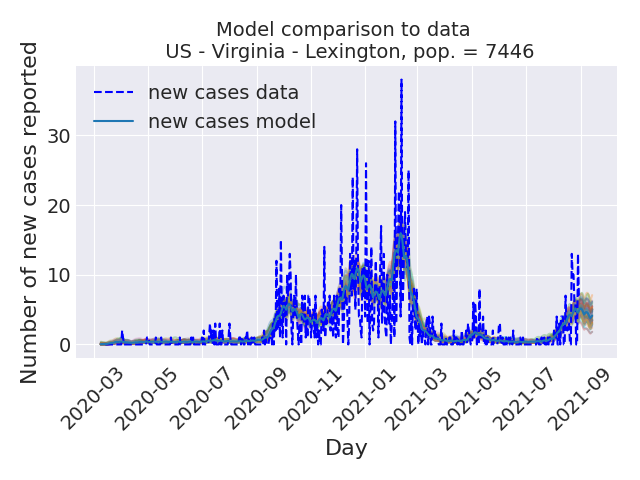 Model comparison to data
US - Virginia - Lexington, pop. = 7446
Number of new cases reported
new cases data
new cases model
30
20
10
0
2020-03
2020-05
2020-07
2020-09
2020-11
2021-01
2021-03
2021-05
2021-07
2021-09
Day